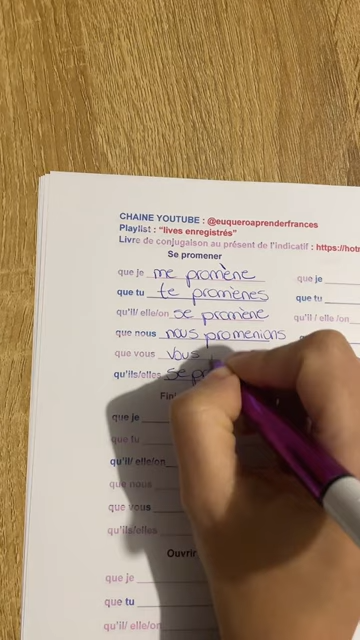 CHAINE YOUTUBE : @euqueroaprenderfrances
Playlist : "lives enregistrés"
Livre de conjugaison au présent de l'indicatif : https://hotm
Se promener
que je me promène que je
que tu te promènes que tu
qu'il/ elle/on se promène qu'il / elle /on
que nous nous promenions
que vous vous
qu'ils/elles se
que je
que tu
qu'il/ elle/on
que nous
que vous
qu'ils/elles
Ouvrir
que je
que tu
qu'il/ elle/on